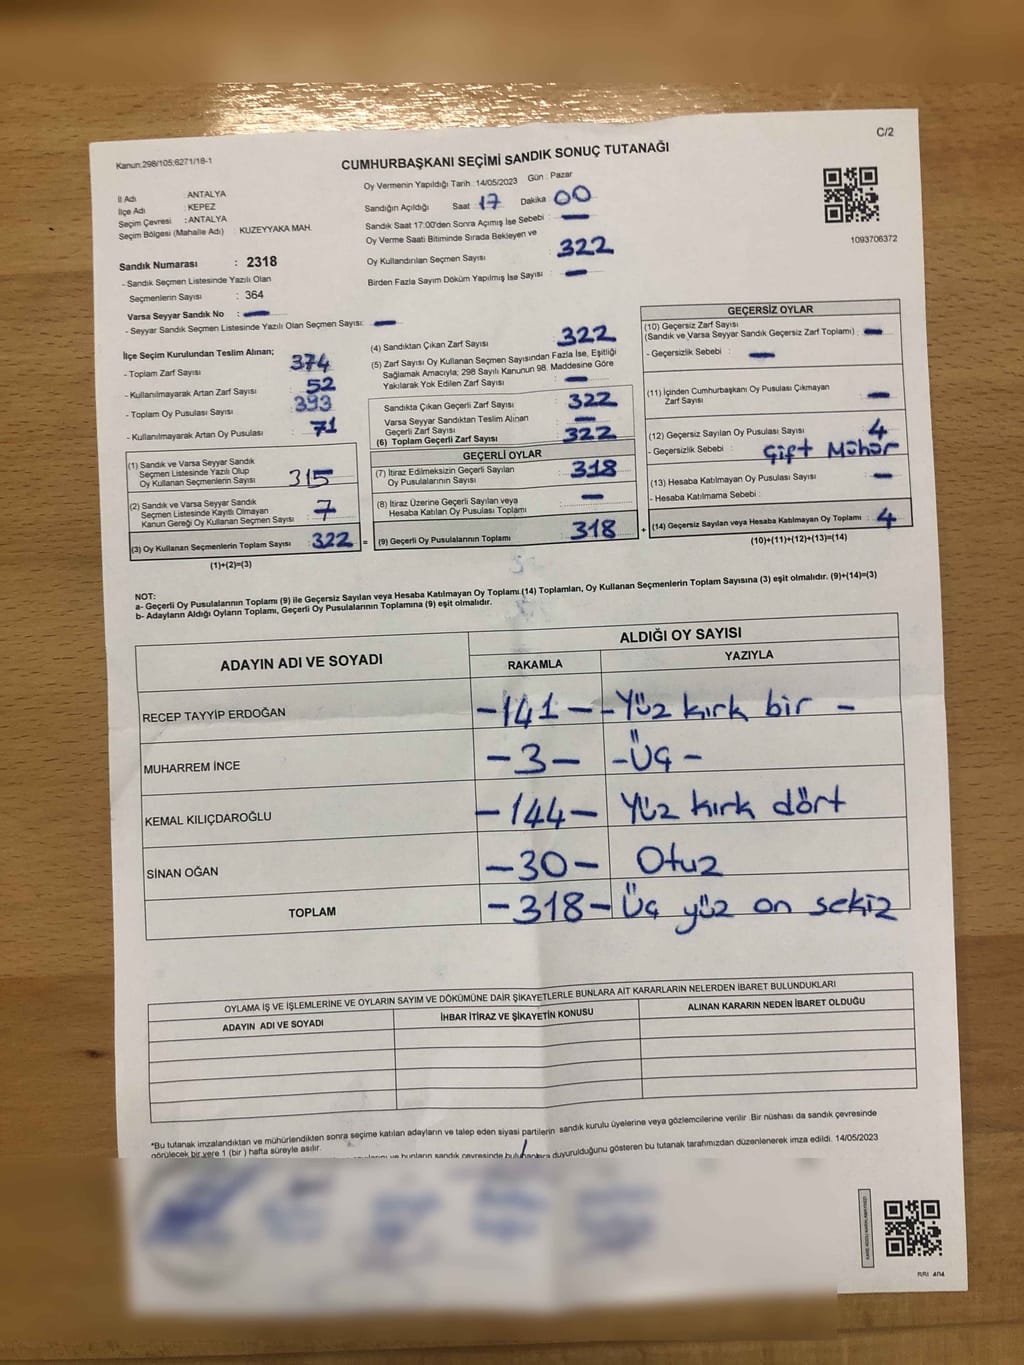 C/2
Kanun:298/105;6271/18-1
CUMHURBAŞKANI SEÇİMİ SANDIK SONUÇ TUTANAĞI
İl Adı : ANTALYA
İlçe Adı : KEPEZ
Seçim Çevresi : ANTALYA
Seçim Bölgesi (Mahalle Adı) : KUZEYYAKA MAH.
Sandık Numarası : 2318
- Sandık Seçmen Listesinde Yazılı Olan
Seçmenlerin Sayısı : 364
Varsa Seyyar Sandık No : —
- Seyyar Sandık Seçmen Listesinde Yazılı Olan Seçmen Sayısı: —
Oy Vermenin Yapıldığı Tarih : 14/05/2023 Gün : Pazar
Sandığın Açıldığı Saat : 17 Dakika : 00
Sandık Saat 17:00'den Sonra Açımış İse Sebebi : —
Oy Verme Saati Bitiminde Sırada Bekleyen ve
Oy Kullandırılan Seçmen Sayısı : 322
Birden Fazla Sayım Döküm Yapılmış İse Sayısı : —
1093706372
İlçe Seçim Kurulundan Teslim Alınan;
- Toplam Zarf Sayısı : 374
- Kullanılmayarak Artan Zarf Sayısı : 52
- Toplam Oy Pusulası Sayısı : 393
- Kullanılmayarak Artan Oy Pusulası : 71
(1) Sandık ve Varsa Seyyar Sandık
Seçmen Listesinde Yazılı Olup
Oy Kullanan Seçmenlerin Sayısı : 315
(2) Sandık ve Varsa Seyyar Sandık
Seçmen Listesinde Kayıtlı Olmayan
Kanun Gereği Oy Kullanan Seçmen Sayısı : 7
(3) Oy Kullanan Seçmenlerin Toplam Sayısı : 322 =
(1)+(2)=(3)
(4) Sandıktan Çıkan Zarf Sayısı : 322
(5) Zarf Sayısı Oy Kullanan Seçmen Sayısından Fazla İse, Eşitliği
Sağlamak Amacıyla; 298 Sayılı Kanunun 98. Maddesine Göre
Yakılarak Yok Edilen Zarf Sayısı : —
Sandıkta Çıkan Geçerli Zarf Sayısı : 322
Varsa Seyyar Sandıktan Teslim Alınan
Geçerli Zarf Sayısı : —
(6) Toplam Geçerli Zarf Sayısı : 322
GEÇERLİ OYLAR
(7) İtiraz Edilmeksizin Geçerli Sayılan
Oy Pusulalarının Sayısı : 318
(8) İtiraz Üzerine Geçerli Sayılan veya
Hesaba Katılan Oy Pusulası Toplamı : —
(9) Geçerli Oy Pusulalarının Toplamı : 318 +
GEÇERSİZ OYLAR
(10) Geçersiz Zarf Sayısı
(Sandık ve Varsa Seyyar Sandık Geçersiz Zarf Toplamı) : —
- Geçersizlik Sebebi : —
(11) İçinden Cumhurbaşkanı Oy Pusulası Çıkmayan
Zarf Sayısı : —
(12) Geçersiz Sayılan Oy Pusulası Sayısı : 4
- Geçersizlik Sebebi : Çift Mühür
(13) Hesaba Katılmayan Oy Pusulası Sayısı : —
- Hesaba Katılmama Sebebi :
(14) Geçersiz Sayılan veya Hesaba Katılmayan Oy Toplamı : 4
(10)+(11)+(12)+(13)=(14)
NOT:
a- Geçerli Oy Pusulalarının Toplamı (9) ile Geçersiz Sayılan veya Hesaba Katılmayan Oy Toplamı (14) Toplamları, Oy Kullanan Seçmenlerin Toplam Sayısına (3) eşit olmalıdır. (9)+(14)=(3)
b- Adayların Aldığı Oyların Toplamı, Geçerli Oy Pusulalarının Toplamına (9) eşit olmalıdır.
ADAYIN ADI VE SOYADI
ALDIĞI OY SAYISI
RAKAMLA YAZIYLA
RECEP TAYYİP ERDOĞAN -141- -Yüz kırk bir -
MUHARREM İNCE -3- -Üç-
KEMAL KILIÇDAROĞLU -144- Yüz kırk dört
SİNAN OĞAN -30- Otuz
TOPLAM -318- Üç yüz on sekiz
OYLAMA İŞ VE İŞLEMLERİNE VE OYLARIN SAYIM VE DÖKÜMÜNE DAİR ŞİKAYETLERLE BUNLARA AİT KARARLARIN NELERDEN İBARET BULUNDUKLARI
ADAYIN ADI VE SOYADI İHBAR İTİRAZ VE ŞİKAYETİN KONUSU ALINAN KARARIN NEDEN İBARET OLDUĞU
*Bu tutanak imzalandıktan ve mühürlendikten sonra seçime katılan adayların ve talep eden siyasi partilerin sandık kurulu üyelerine veya gözlemcilerine verilir .Bir nüshası da sandık çevresinde
görülecek bir yere 1 (bir ) hafta süreyle asılır.
ve bunların sandık çevresinde duyurulduğunu gösteren bu tutanak tarafımızdan düzenlenerek imza edildi. 14/05/2023